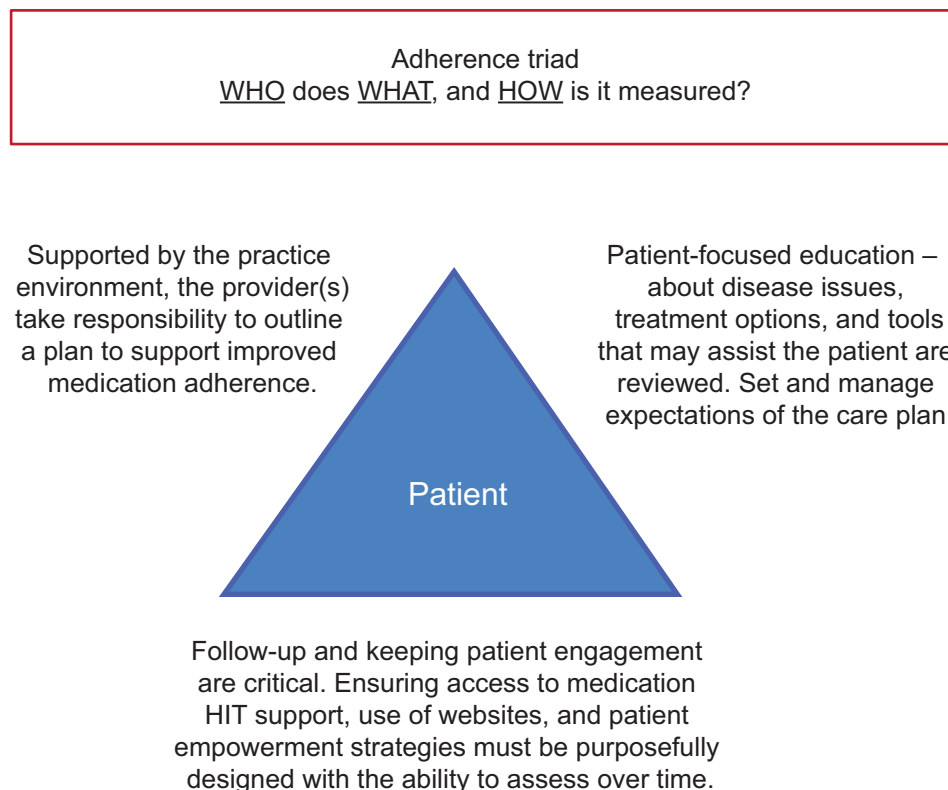 Adherence triad
WHO does WHAT, and HOW is it measured?
Supported by the practice
environment, the provider(s)
take responsibility to outline
a plan to support improved
medication adherence.
Patient-focused education –
about disease issues,
treatment options, and tools
that may assist the patient are
reviewed. Set and manage
expectations of the care plan
Patient
Follow-up and keeping patient engagement
are critical. Ensuring access to medication
HIT support, use of websites, and patient
empowerment strategies must be purposefully
designed with the ability to assess over time.